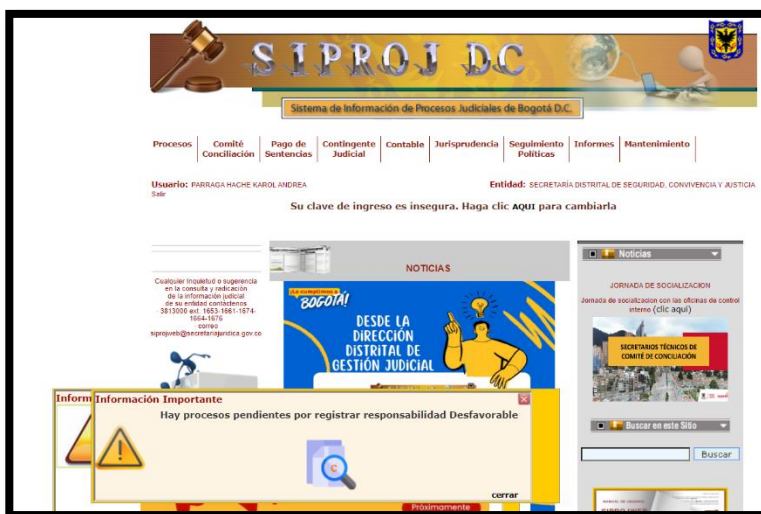 SIPROJ DC
Sistema de Información de Procesos Judiciales de Bogotá D.C.
Procesos
Comité Conciliación
Pago de Sentencias
Contingente Judicial
Contable
Jurisprudencia
Seguimiento Políticas
Informes
Mantenimiento
Usuario: PARRAGA HACHE KAROL ANDREA
Entidad: SECRETARÍA DISTRITAL DE SEGURIDAD, CONVIVENCIA Y JUSTICIA
Salir
Su clave de ingreso es insegura. Haga clic AQUI para cambiarla
Cualquier inquietud o sugerencia
en la consulta y radicación
de la información judicial
de su entidad contáctenos
- 3813000 ext. 1653-1661-1674-
1664-1676
correo
siprojweb@secretariajuridica.gov.co
NOTICIAS
BOGOTÁ!
DESDE LA
DIRECCIÓN
DISTRITAL DE
GESTIÓN JUDICIAL
Próximamente
Noticias
JORNADA DE SOCIALIZACION
Jornada de socializacion con las oficinas de control
interno (clic aquí)
SECRETARIOS TÉCNICOS DE
COMITÉ DE CONCILIACIÓN
Buscar en este Sitio
Buscar
Inform
Información Importante
Hay procesos pendientes por registrar responsabilidad Desfavorable
C
cerrar